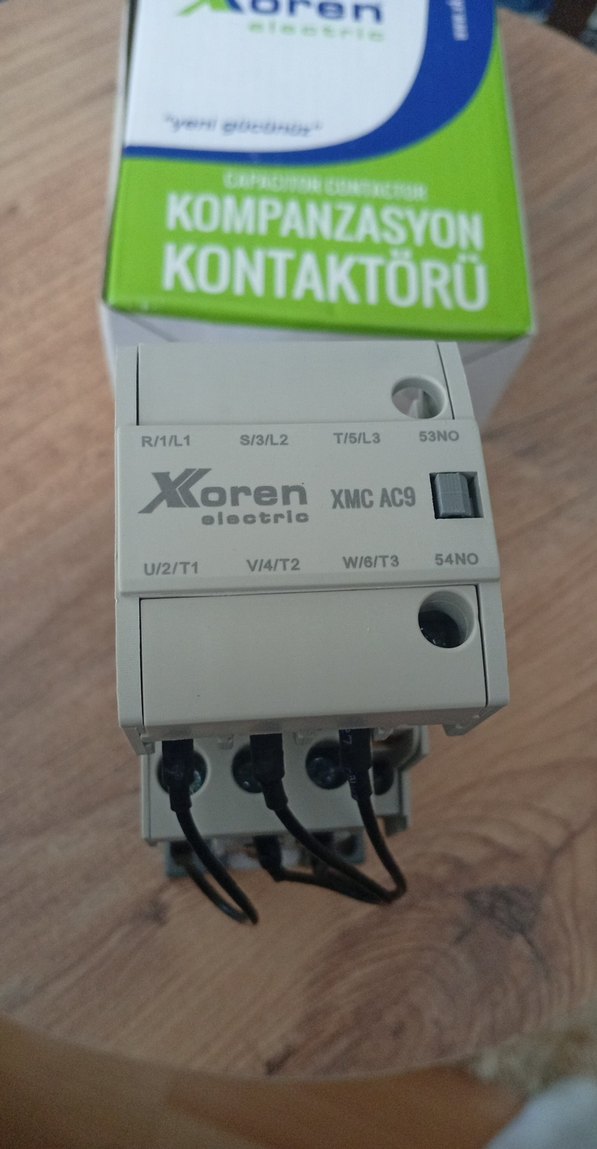 Xoren
electric
"yeni gücünüz"
CAPACITOR CONTACTOR
KOMPANZASYON
KONTAKTÖRÜ
R/1/L1 S/3/L2 T/5/L3 53NO
Xoren
electric
XMC AC9
U/2/T1 V/4/T2 W/6/T3 54NO